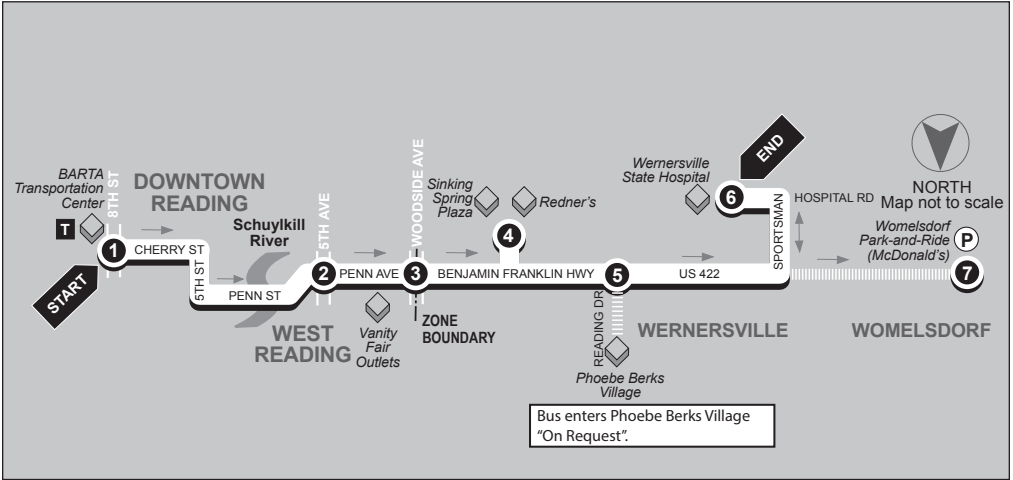 BARTA
Transportation
Center
T
8TH ST
DOWNTOWN
READING
START
1
CHERRY ST
5TH ST
Schuylkill
River
PENN ST
WEST
READING
5TH AVE
2
PENN AVE
Vanity
Fair
Outlets
WOODSIDE AVE
3
ZONE
BOUNDARY
BENJAMIN FRANKLIN HWY
Sinking
Spring
Plaza
Redner's
4
5
READING DR
Phoebe Berks
Village
Bus enters Phoebe Berks Village
“On Request”.
US 422
WERNERSVILLE
Wernersville
State Hospital
END
6
SPORTSMAN
HOSPITAL RD
NORTH
Map not to scale
Womelsdorf
Park-and-Ride
(McDonald's)
P
7
WOMELSDORF